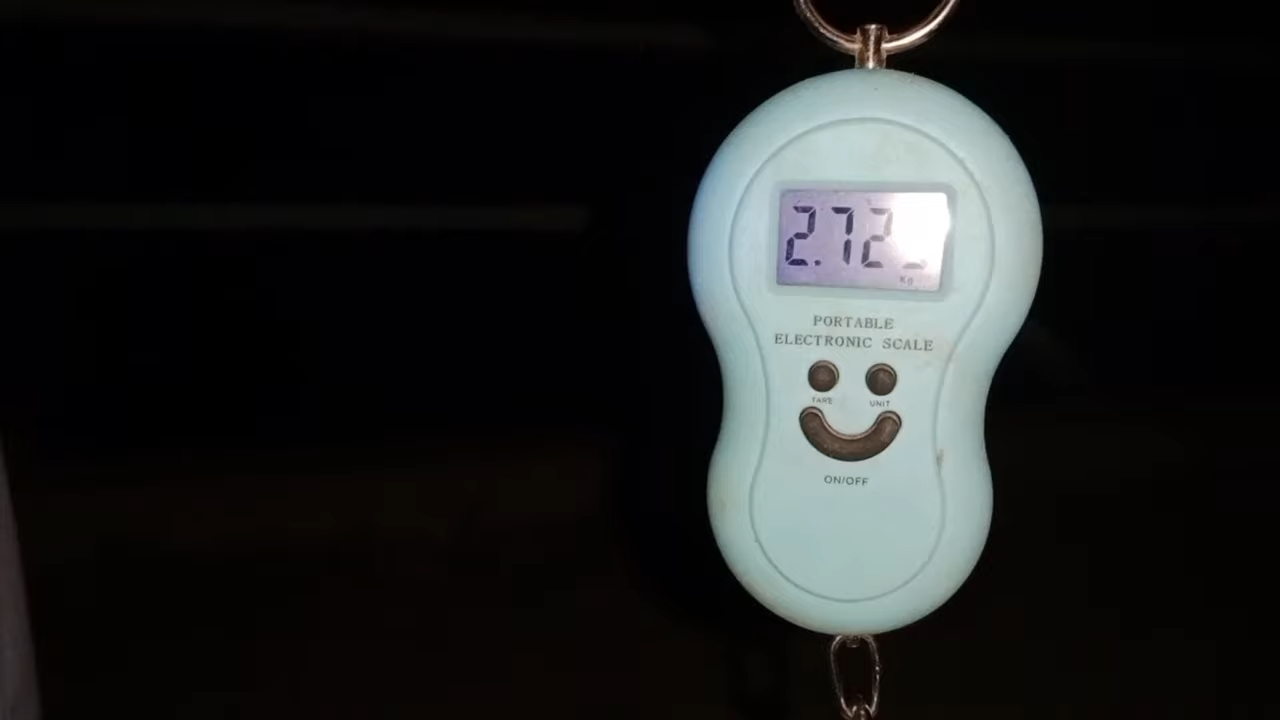 2.72
Kg
PORTABLE
ELECTRONIC SCALE
TARE UNIT
ON/OFF